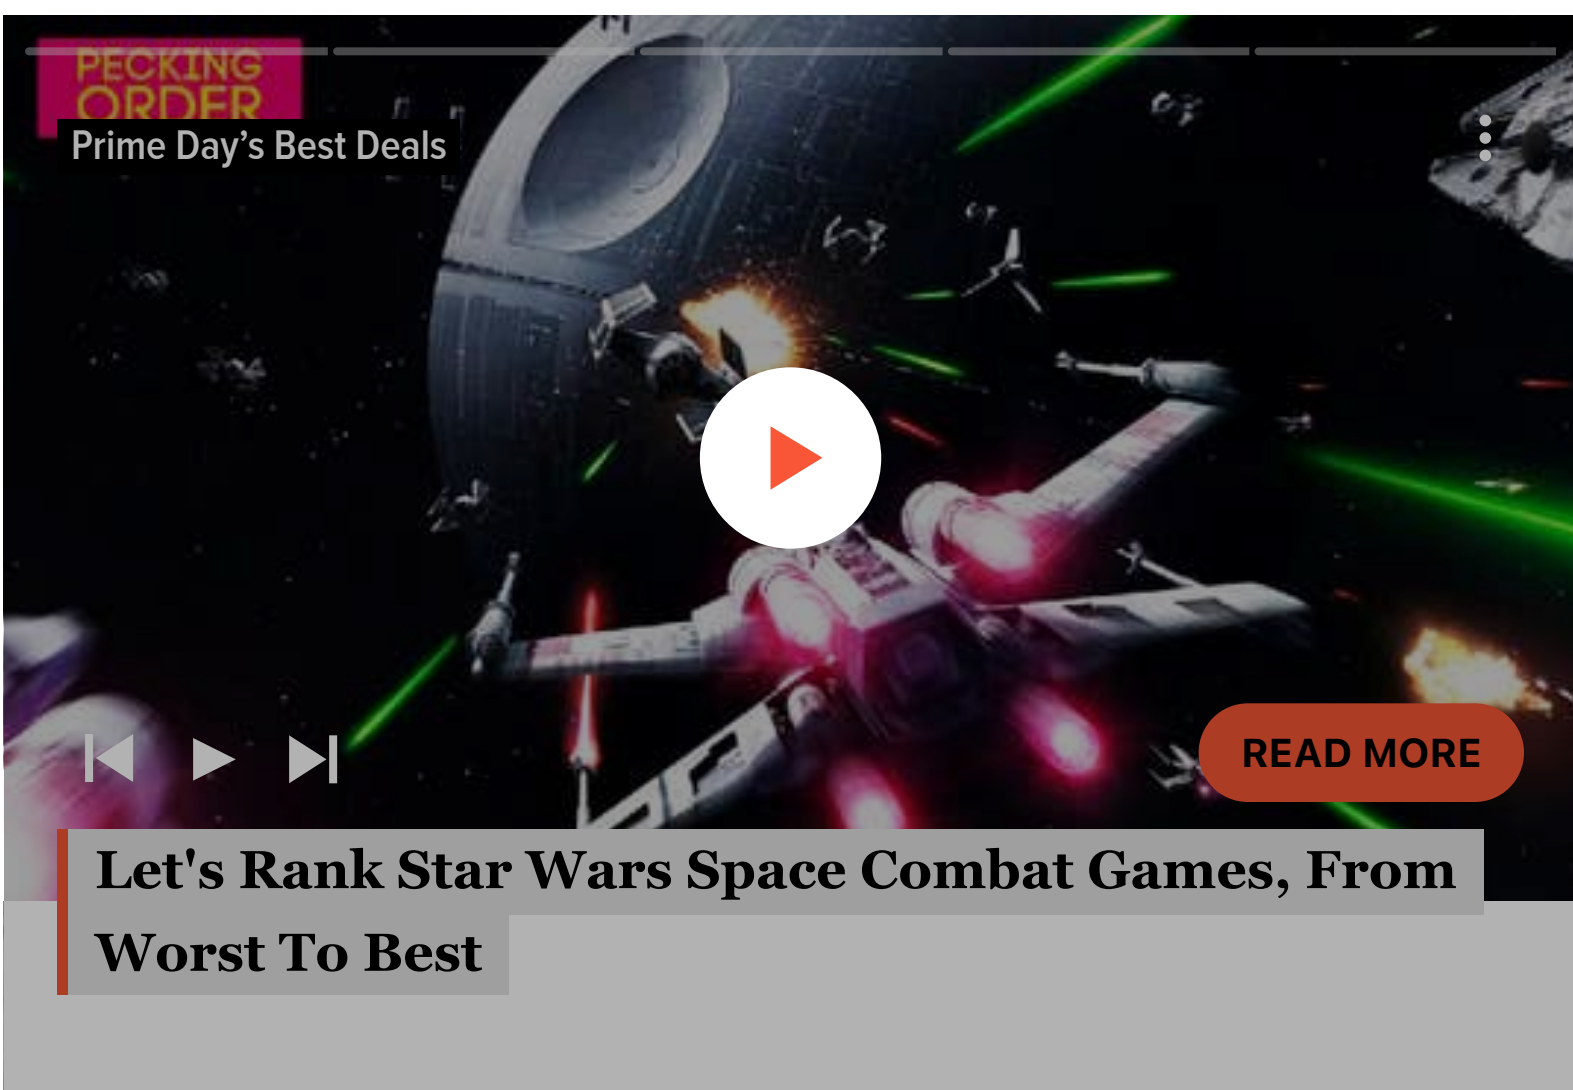 PECKING
ORDER
Prime Day’s Best Deals
READ MORE
Let's Rank Star Wars Space Combat Games, From
Worst To Best